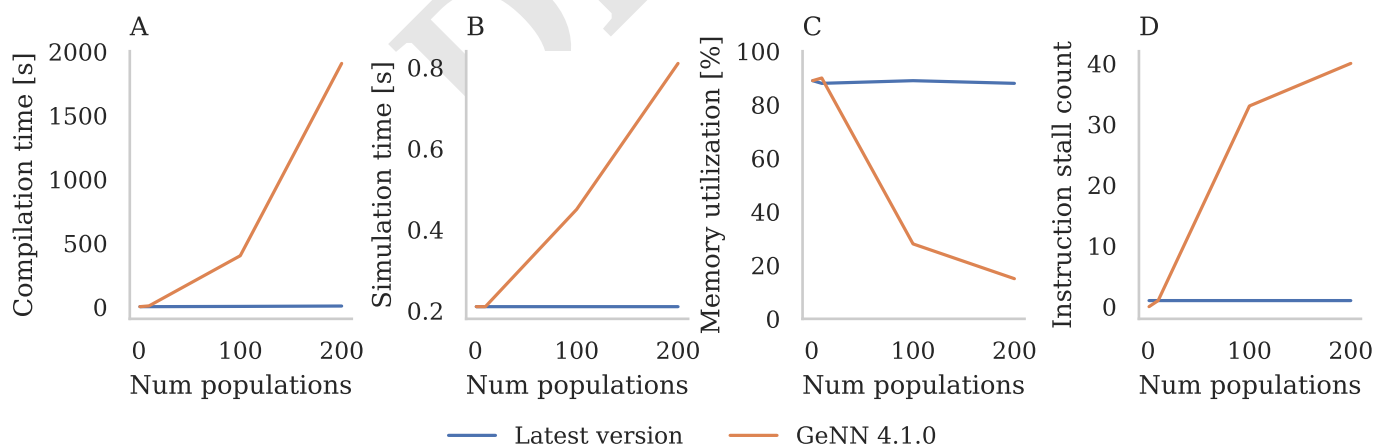 A
Compilation time [s]
2000
1500
1000
500
0
0 100 200
Num populations
B
Simulation time [s]
0.8
0.6
0.4
0.2
0 100 200
Num populations
C
Memory utilization [%]
100
80
60
40
20
0
0 100 200
Num populations
D
Instruction stall count
40
30
20
10
0
0 100 200
Num populations
Latest version GeNN 4.1.0